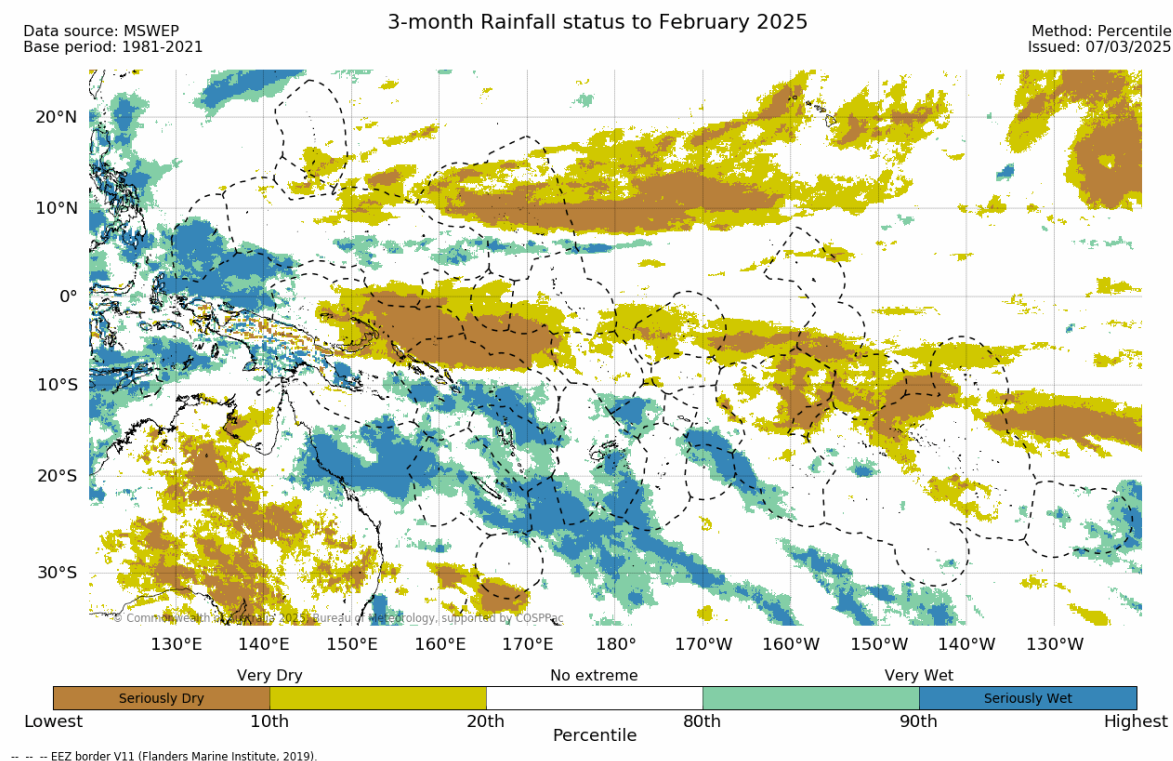 3-month Rainfall status to February 2025
Data source: MSWEP
Base period: 1981-2021
Method: Percentile
Issued: 07/03/2025
20°N
10°N
0°
10°S
20°S
30°S
© Commonwealth of Australia 2025, Bureau of Meteorology, supported by COSPPac
130°E 140°E 150°E 160°E 170°E 180° 170°W 160°W 150°W 140°W 130°W
Very Dry No extreme Very Wet
Seriously Dry Seriously Wet
Lowest 10th 20th 80th 90th Highest
Percentile
-- -- -- EEZ border V11 (Flanders Marine Institute, 2019).